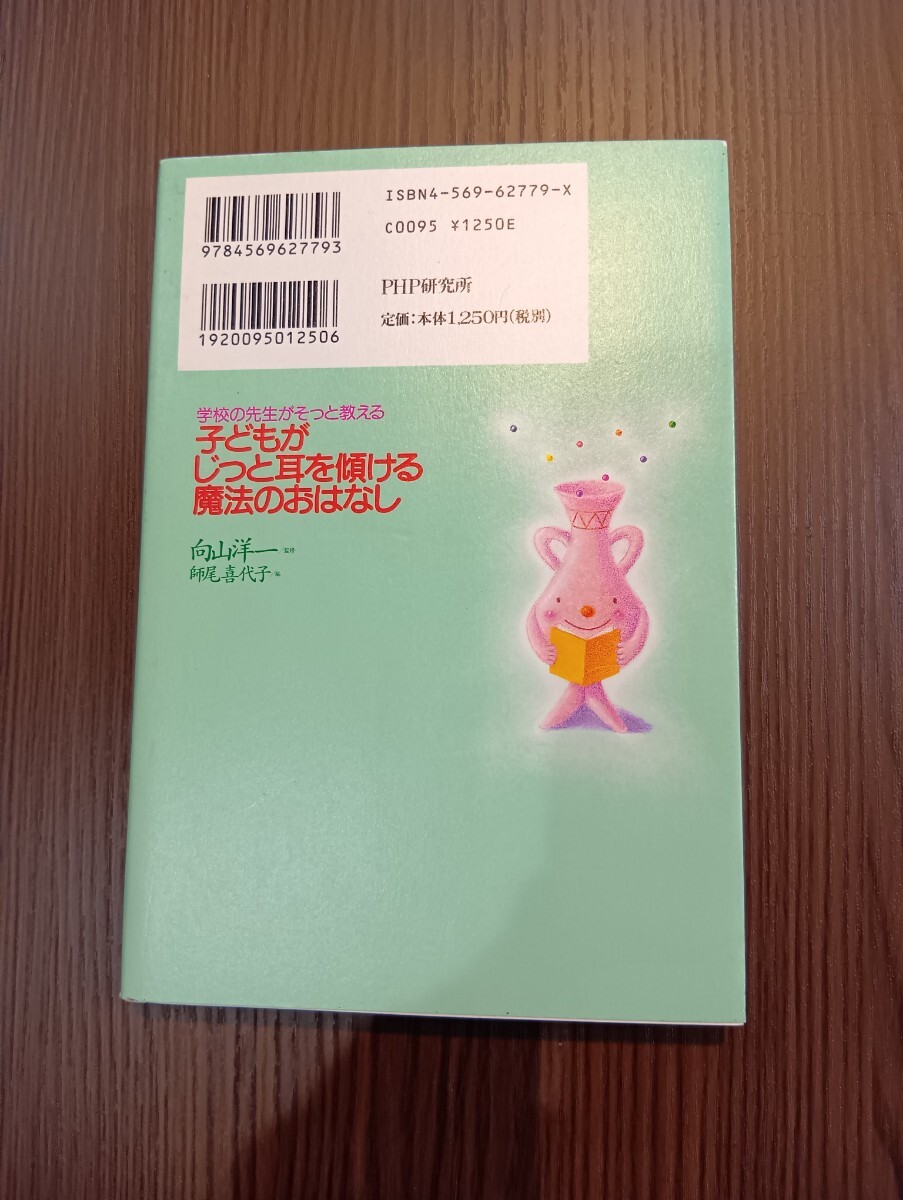 ISBN4-569-62779-X
C0095 ¥1250E
9784569627793
PHP研究所
定価:本体1,250円(税別)
1920095012506
学校の先生がそっと教える
子どもが
じっと耳を傾ける
魔法のおはなし
向山洋一 監修
師尾喜代子 編